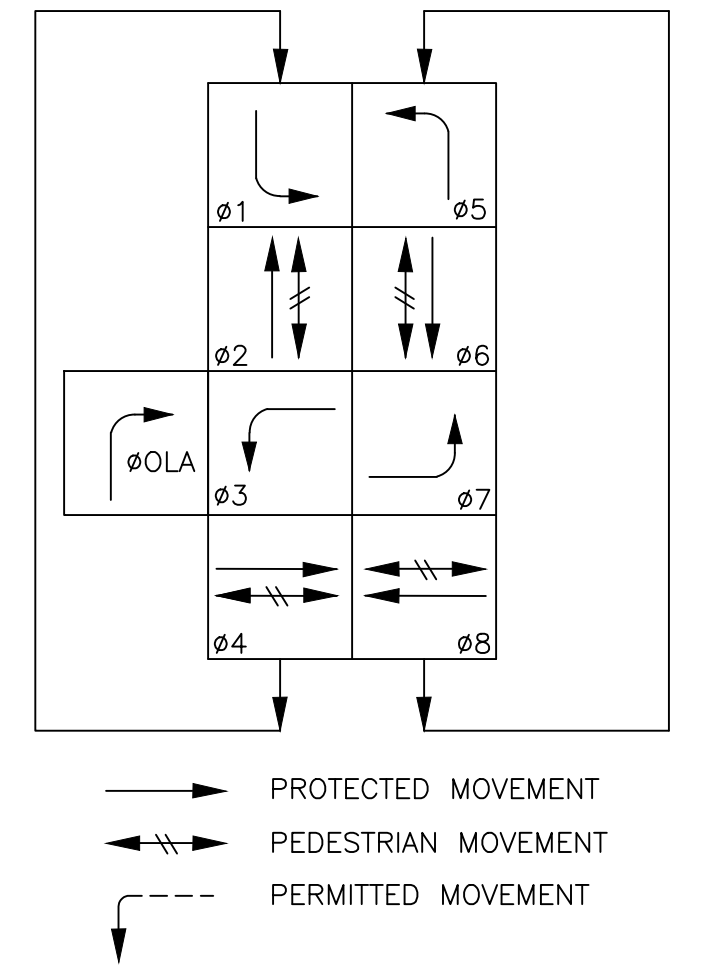 ø1
ø5
ø2
ø6
øOLA
ø3
ø7
ø4
ø8
PROTECTED MOVEMENT
PEDESTRIAN MOVEMENT
PERMITTED MOVEMENT